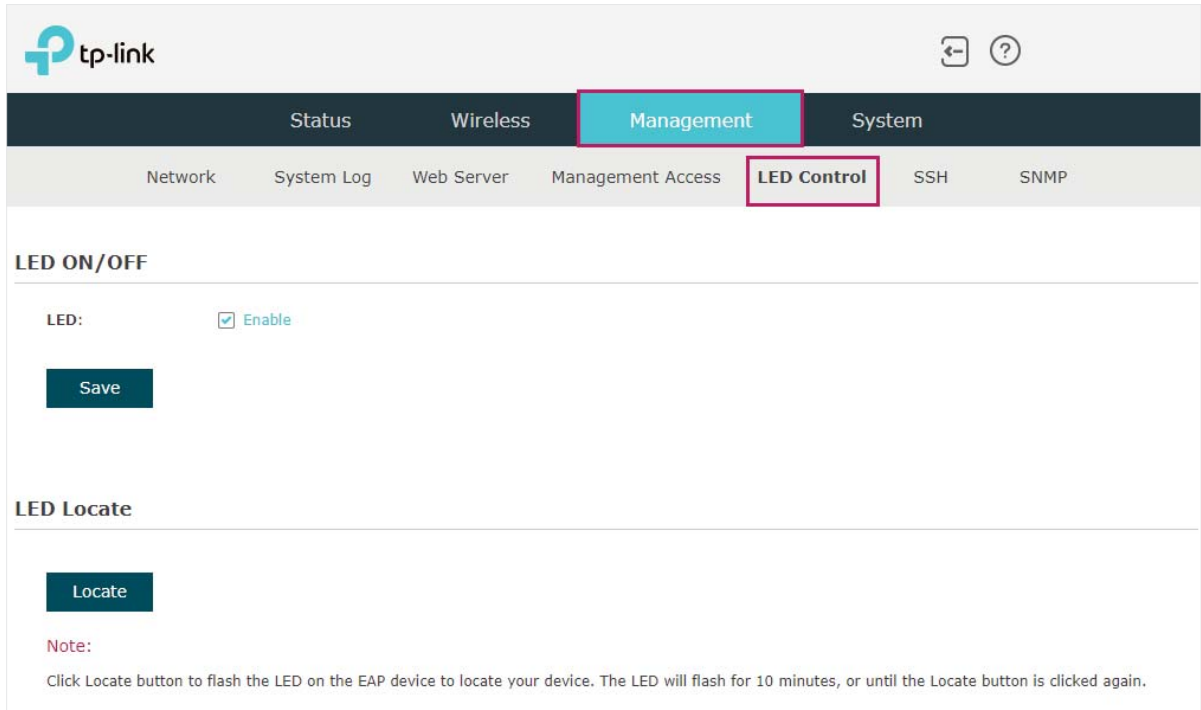 tp-link
Status Wireless Management System
Network System Log Web Server Management Access LED Control SSH SNMP
LED ON/OFF
LED: Enable
Save
LED Locate
Locate
Note:
Click Locate button to flash the LED on the EAP device to locate your device. The LED will flash for 10 minutes, or until the Locate button is clicked again.